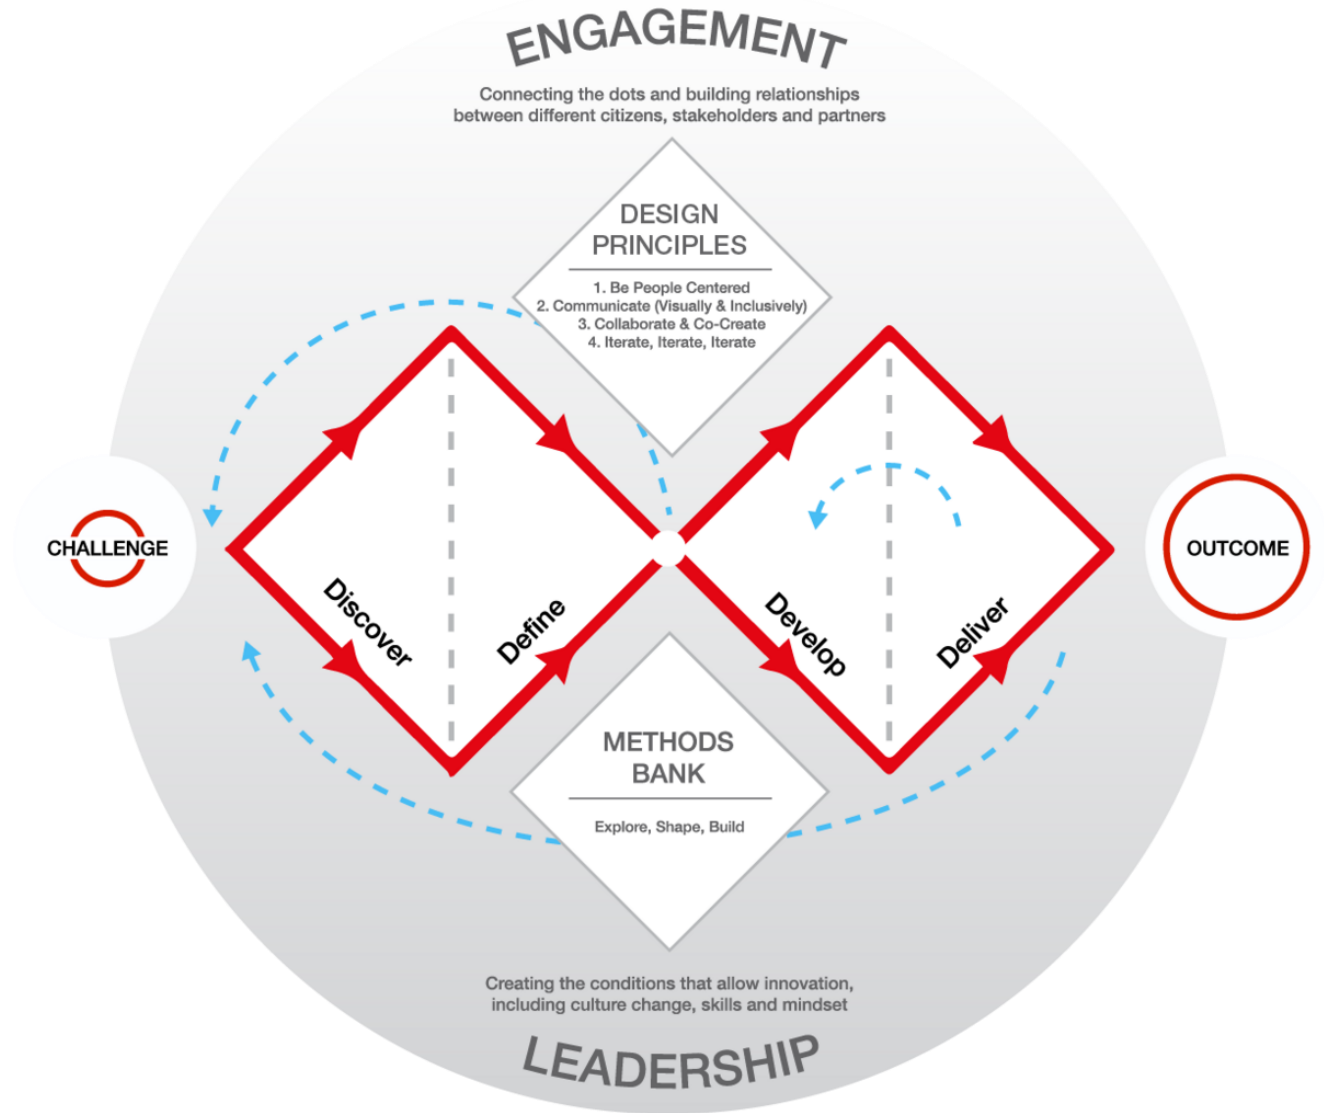 ENGAGEMENT
Connecting the dots and building relationships
between different citizens, stakeholders and partners
DESIGN
PRINCIPLES
1. Be People Centered
2. Communicate (Visually & Inclusively)
3. Collaborate & Co-Create
4. Iterate, Iterate, Iterate
CHALLENGE
Discover
Define
Develop
Deliver
OUTCOME
METHODS
BANK
Explore, Shape, Build
Creating the conditions that allow innovation,
including culture change, skills and mindset
LEADERSHIP